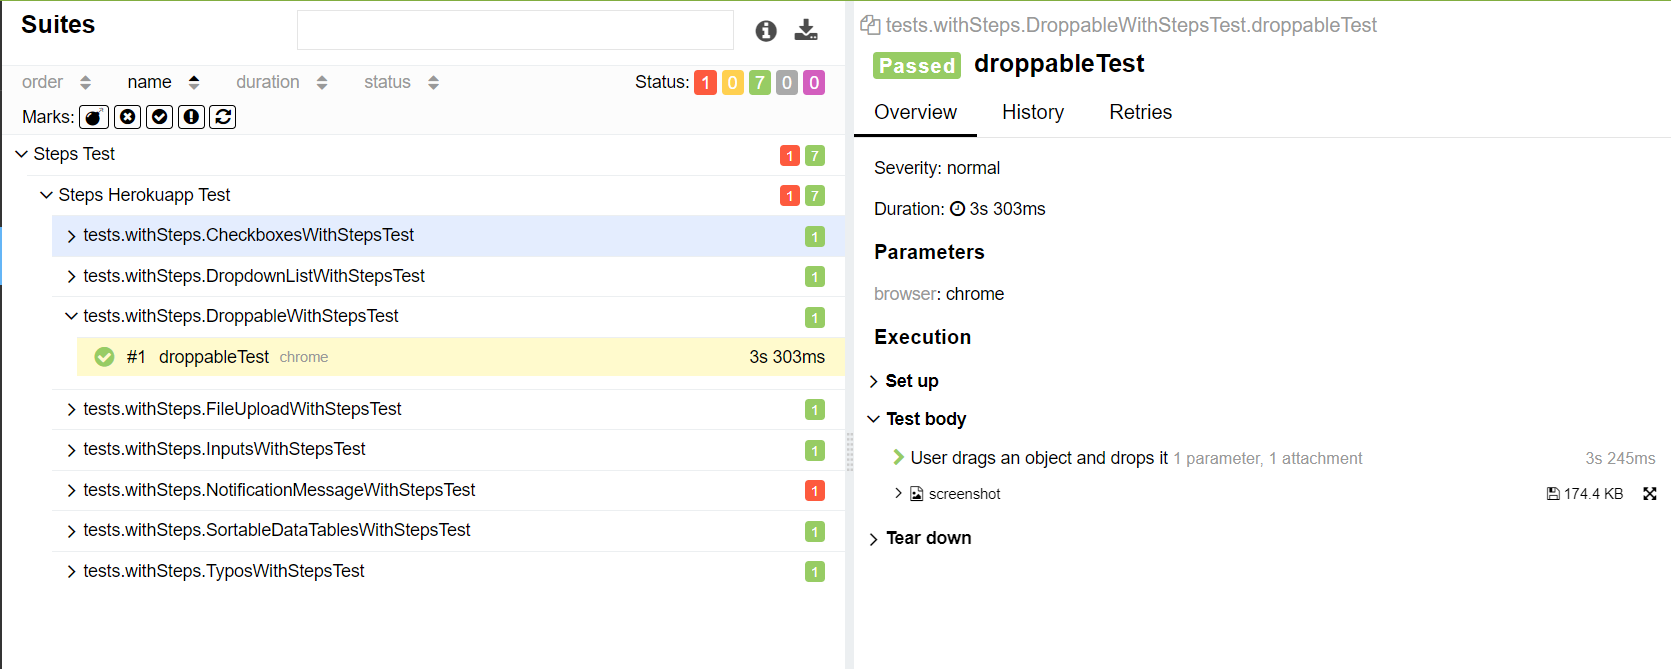 Suites
order name duration status Status: 1 0 7 0 0
Marks:
Steps Test 1 7
Steps Herokuapp Test 1 7
tests.withSteps.CheckboxesWithStepsTest 1
tests.withSteps.DropdownListWithStepsTest 1
tests.withSteps.DroppableWithStepsTest 1
#1 droppableTest chrome 3s 303ms
tests.withSteps.FileUploadWithStepsTest 1
tests.withSteps.InputsWithStepsTest 1
tests.withSteps.NotificationMessageWithStepsTest 1
tests.withSteps.SortableDataTablesWithStepsTest 1
tests.withSteps.TyposWithStepsTest 1
tests.withSteps.DroppableWithStepsTest.droppableTest
Passed droppableTest
Overview History Retries
Severity: normal
Duration: 3s 303ms
Parameters
browser: chrome
Execution
Set up
Test body
User drags an object and drops it 1 parameter, 1 attachment 3s 245ms
screenshot 174.4 KB
Tear down